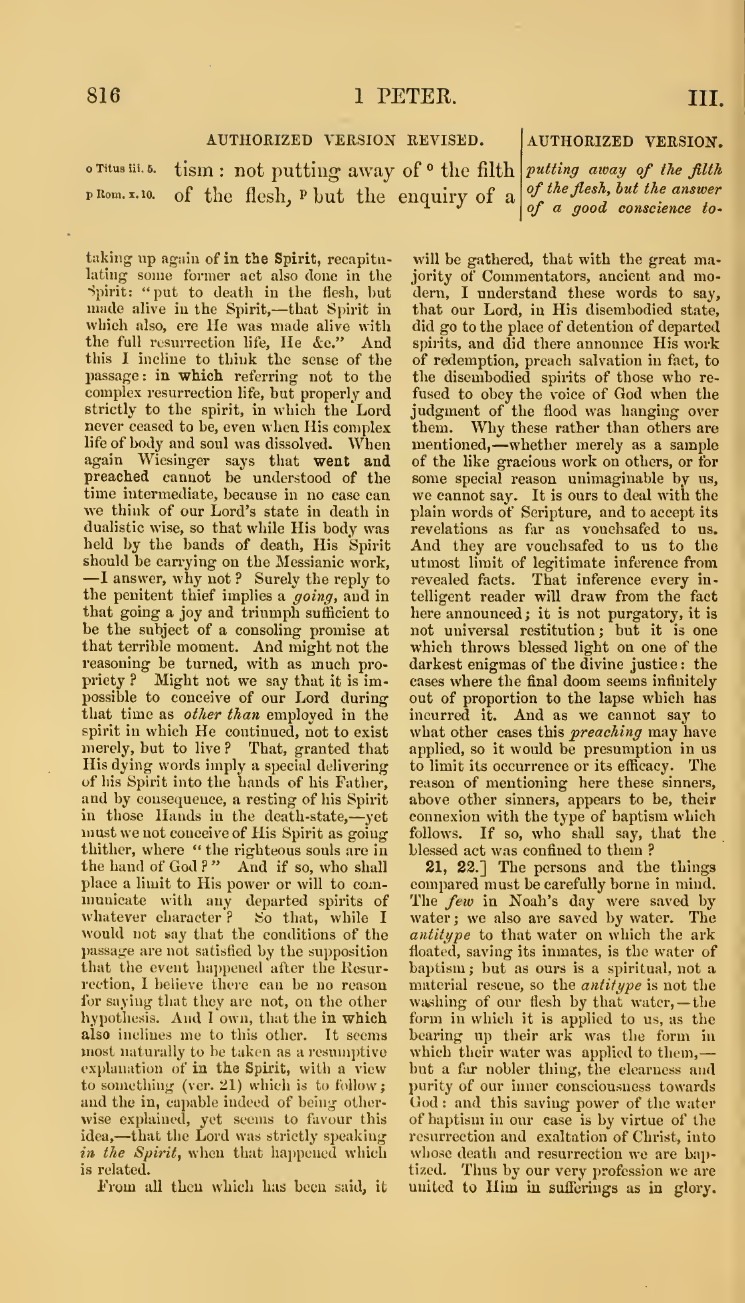 816
1 PETER.
III.
AUTHORIZED VERSION REVISED.
o Titus iii. 5.
p Rom. x. 10.
tism : not putting away of o the filth
of the flesh, p but the enquiry of a
AUTHORIZED VERSION.
putting away of the filth
of the flesh, but the answer
of a good conscience to-
taking up again of in the Spirit, recapitu-
lating some former act also done in the
Spirit: “put to death in the flesh, but
made alive in the Spirit,—that Spirit in
which also, ere He was made alive with
the full resurrection life, He &c.” And
this I incline to think the sense of the
passage: in which referring not to the
complex resurrection life, but properly and
strictly to the spirit, in which the Lord
never ceased to be, even when His complex
life of body and soul was dissolved. When
again Wiesinger says that went and
preached cannot be understood of the
time intermediate, because in no case can
we think of our Lord's state in death in
dualistic wise, so that while His body was
held by the bands of death, His Spirit
should be carrying on the Messianic work,
—I answer, why not ? Surely the reply to
the penitent thief implies a going, and in
that going a joy and triumph sufficient to
be the subject of a consoling promise at
that terrible moment. And might not the
reasoning be turned, with as much pro-
priety ? Might not we say that it is im-
possible to conceive of our Lord during
that time as other than employed in the
spirit in which He continued, not to exist
merely, but to live ? That, granted that
His dying words imply a special delivering
of his Spirit into the hands of his Father,
and by consequence, a resting of his Spirit
in those Hands in the death-state,—yet
must we not conceive of His Spirit as going
thither, where “ the righteous souls are in
the hand of God ? ” And if so, who shall
place a limit to His power or will to com-
municate with any departed spirits of
whatever character ? So that, while I
would not say that the conditions of the
passage are not satisfied by the supposition
that the event happened after the Resur-
rection, I believe there can be no reason
for saying that they are not, on the other
hypothesis. And I own, that the in which
also inclines me to this other. It seems
most naturally to be taken as a resumptive
explanation of in the Spirit, with a view
to something (ver. 21) which is to follow ;
and the in, capable indeed of being other-
wise explained, yet seems to favour this
idea,—that the Lord was strictly speaking
in the Spirit, when that happened which
is related.
From all then which has been said, it
will be gathered, that with the great ma-
jority of Commentators, ancient and mo-
dern, I understand these words to say,
that our Lord, in His disembodied state,
did go to the place of detention of departed
spirits, and did there announce His work
of redemption, preach salvation in fact, to
the disembodied spirits of those who re-
fused to obey the voice of God when the
judgment of the flood was hanging over
them. Why these rather than others are
mentioned,—whether merely as a sample
of the like gracious work on others, or for
some special reason unimaginable by us,
we cannot say. It is ours to deal with the
plain words of Scripture, and to accept its
revelations as far as vouchsafed to us.
And they are vouchsafed to us to the
utmost limit of legitimate inference from
revealed facts. That inference every in-
telligent reader will draw from the fact
here announced ; it is not purgatory, it is
not universal restitution ; but it is one
which throws blessed light on one of the
darkest enigmas of the divine justice : the
cases where the final doom seems infinitely
out of proportion to the lapse which has
incurred it. And as we cannot say to
what other cases this preaching may have
applied, so it would be presumption in us
to limit its occurrence or its efficacy. The
reason of mentioning here these sinners,
above other sinners, appears to be, their
connexion with the type of baptism which
follows. If so, who shall say, that the
blessed act was confined to them ?
21, 22.] The persons and the things
compared must be carefully borne in mind.
The few in Noah's day were saved by
water ; we also are saved by water. The
antitype to that water on which the ark
floated, saving its inmates, is the water of
baptism ; but as ours is a spiritual, not a
material rescue, so the antitype is not the
washing of our flesh by that water,—the
form in which it is applied to us, as the
bearing up their ark was the form in
which their water was applied to them,—
but a far nobler thing, the clearness and
purity of our inner consciousness towards
God : and this saving power of the water
of baptism in our case is by virtue of the
resurrection and exaltation of Christ, into
whose death and resurrection we are bap-
tized. Thus by our very profession we are
united to Him in sufferings as in glory.